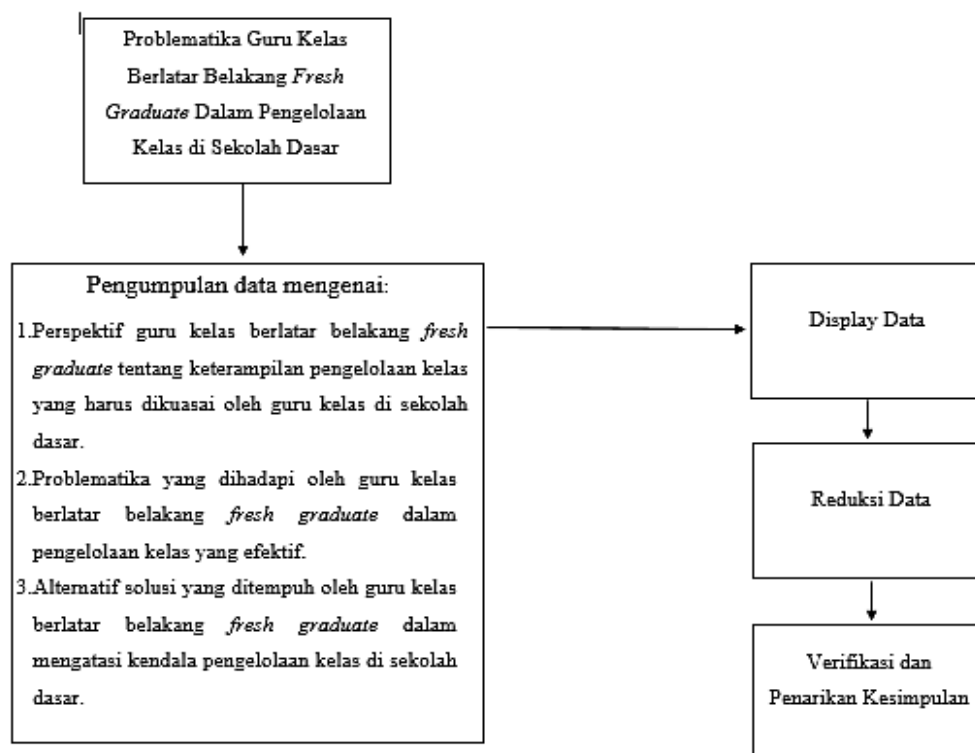 Problematika Guru Kelas
Berlatar Belakang Fresh
Graduate Dalam Pengelolaan
Kelas di Sekolah Dasar
Pengumpulan data mengenai:
1.Perspektif guru kelas berlatar belakang fresh
graduate tentang keterampilan pengelolaan kelas
yang harus dikuasai oleh guru kelas di sekolah
dasar.
2.Problematika yang dihadapi oleh guru kelas
berlatar belakang fresh graduate dalam
pengelolaan kelas yang efektif.
3.Alternatif solusi yang ditempuh oleh guru kelas
berlatar belakang fresh graduate dalam
mengatasi kendala pengelolaan kelas di sekolah
dasar.
Display Data
Reduksi Data
Verifikasi dan
Penarikan Kesimpulan